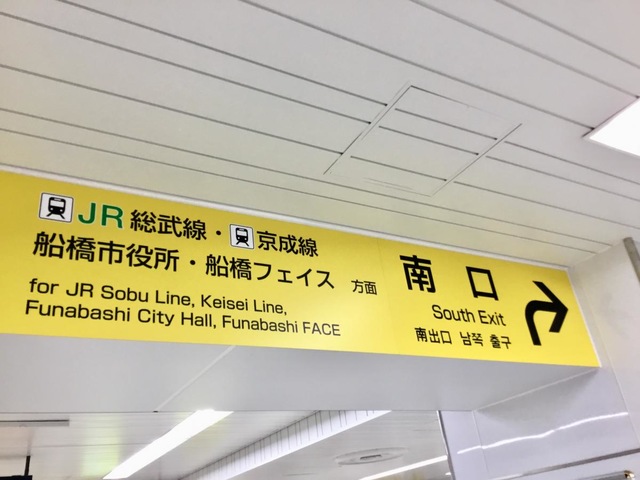 JR 総武線・京成線
船橋市役所・船橋フェイス 方面
for JR Sobu Line, Keisei Line,
Funabashi City Hall, Funabashi FACE
南 口
South Exit
南出口 남쪽 출구